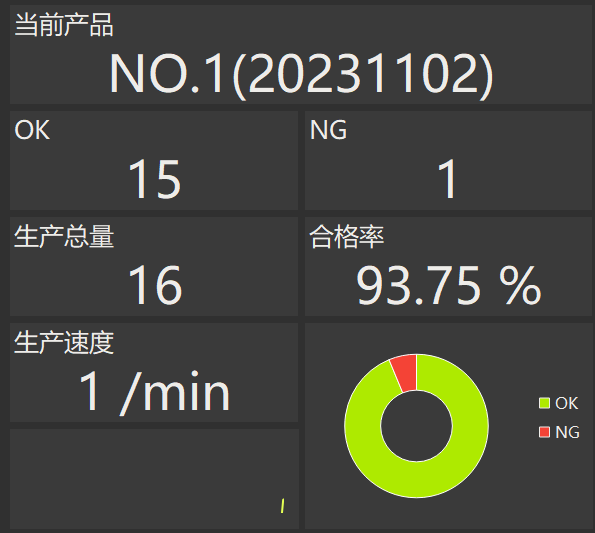 当前产品
NO.1(20231102)
OK
15
NG
1
生产总量
16
合格率
93.75 %
生产速度
1 /min
OK
NG